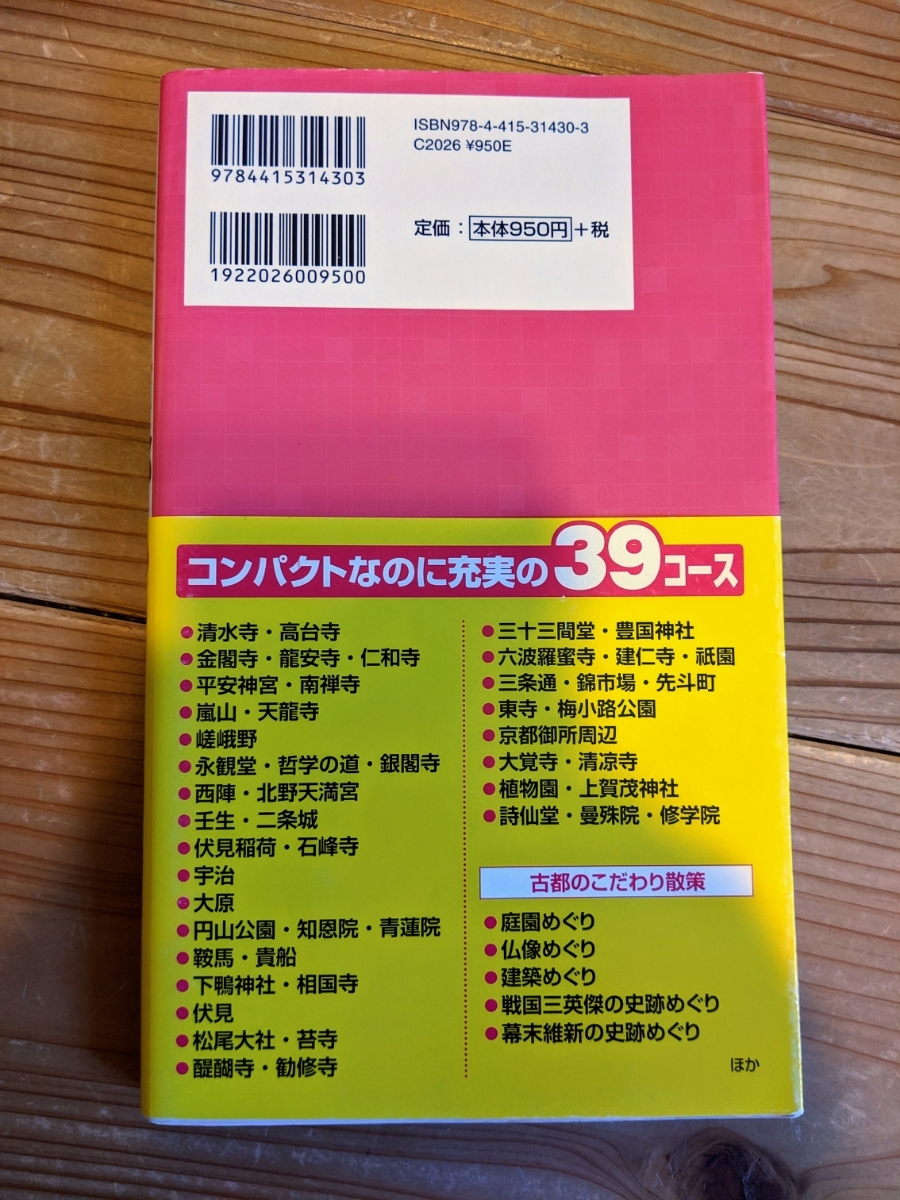 9784415314303
1922026009500
ISBN978-4-415-31430-3
C2026 ¥950E
定価：本体950円＋税
コンパクトなのに充実の39コース
●清水寺・高台寺
●金閣寺・龍安寺・仁和寺
●平安神宮・南禅寺
●嵐山・天龍寺
●嵯峨野
●永観堂・哲学の道・銀閣寺
●西陣・北野天満宮
●壬生・二条城
●伏見稲荷・石峰寺
●宇治
●大原
●円山公園・知恩院・青蓮院
●鞍馬・貴船
●下鴨神社・相国寺
●伏見
●松尾大社・苔寺
●醍醐寺・勧修寺
●三十三間堂・豊国神社
●六波羅蜜寺・建仁寺・祇園
●三条通・錦市場・先斗町
●東寺・梅小路公園
●京都御所周辺
●大覚寺・清凉寺
●植物園・上賀茂神社
●詩仙堂・曼殊院・修学院
古都のこだわり散策
●庭園めぐり
●仏像めぐり
●建築めぐり
●戦国三英傑の史跡めぐり
●幕末維新の史跡めぐり
ほか